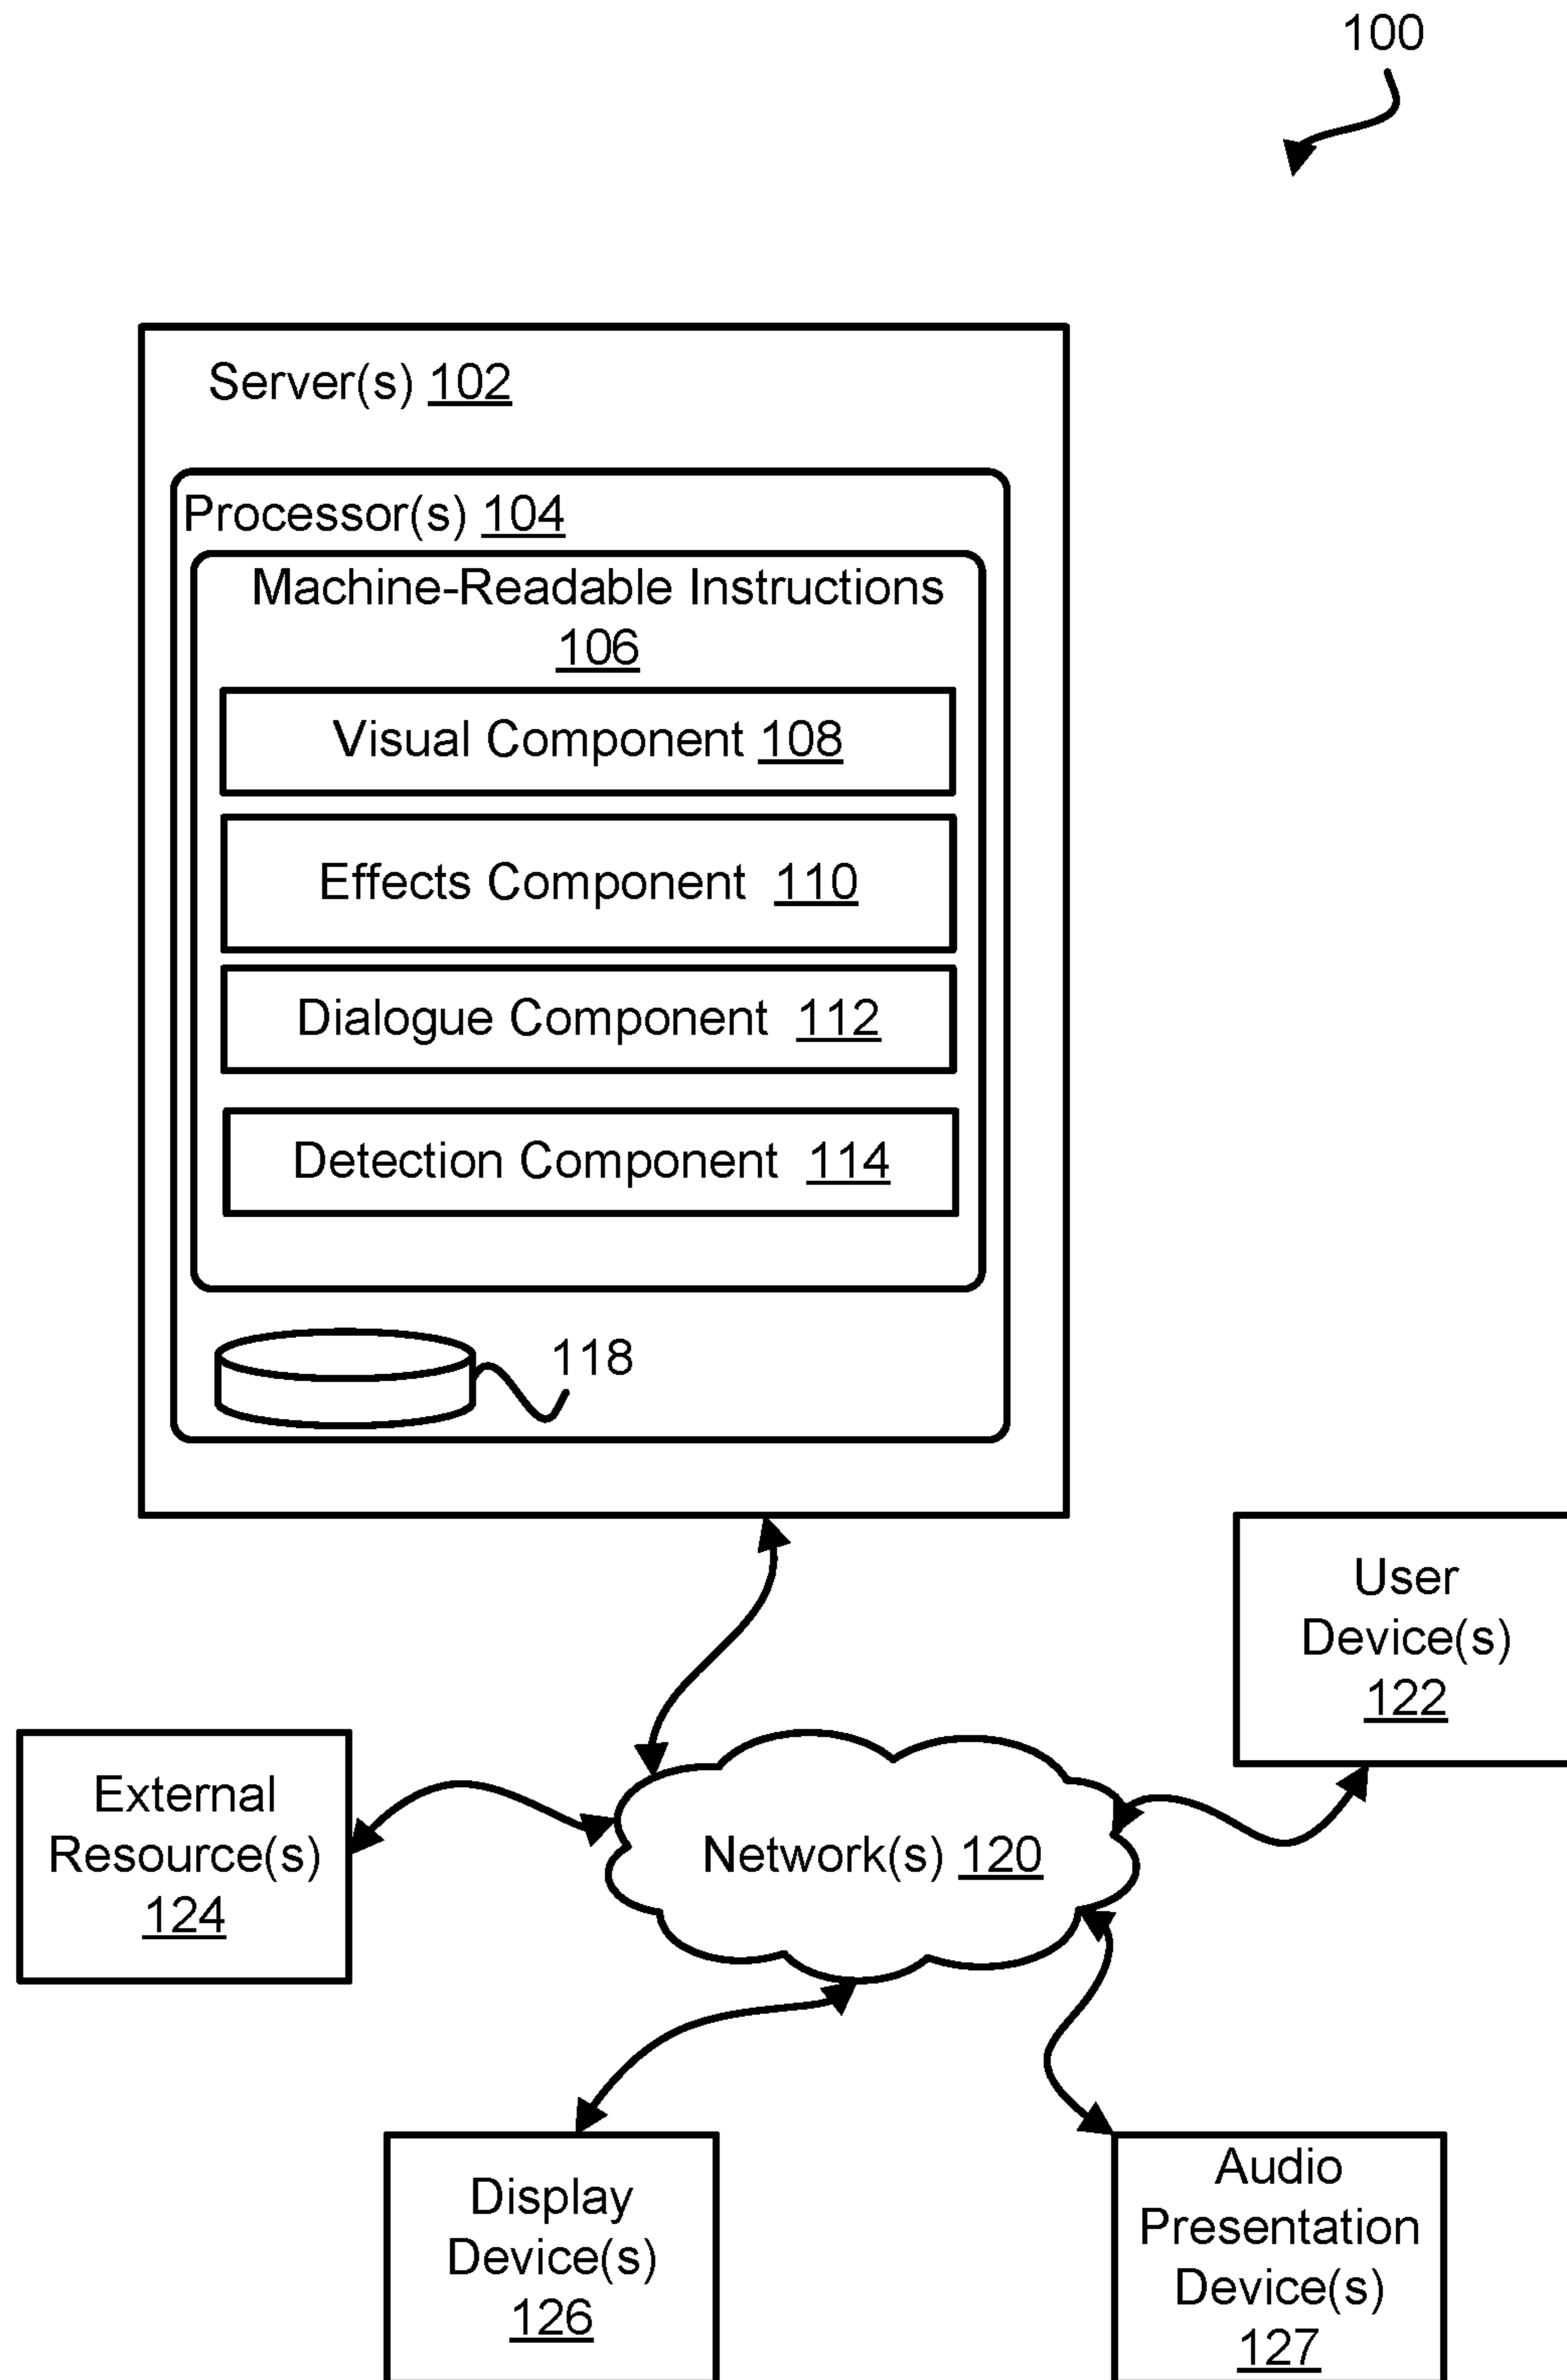 100
Server(s) 102
Processor(s) 104
Machine-Readable Instructions
106
Visual Component 108
Effects Component 110
Dialogue Component 112
Detection Component 114
118
User
Device(s)
122
External
Resource(s)
124
Network(s) 120
Display
Device(s)
126
Audio
Presentation
Device(s)
127